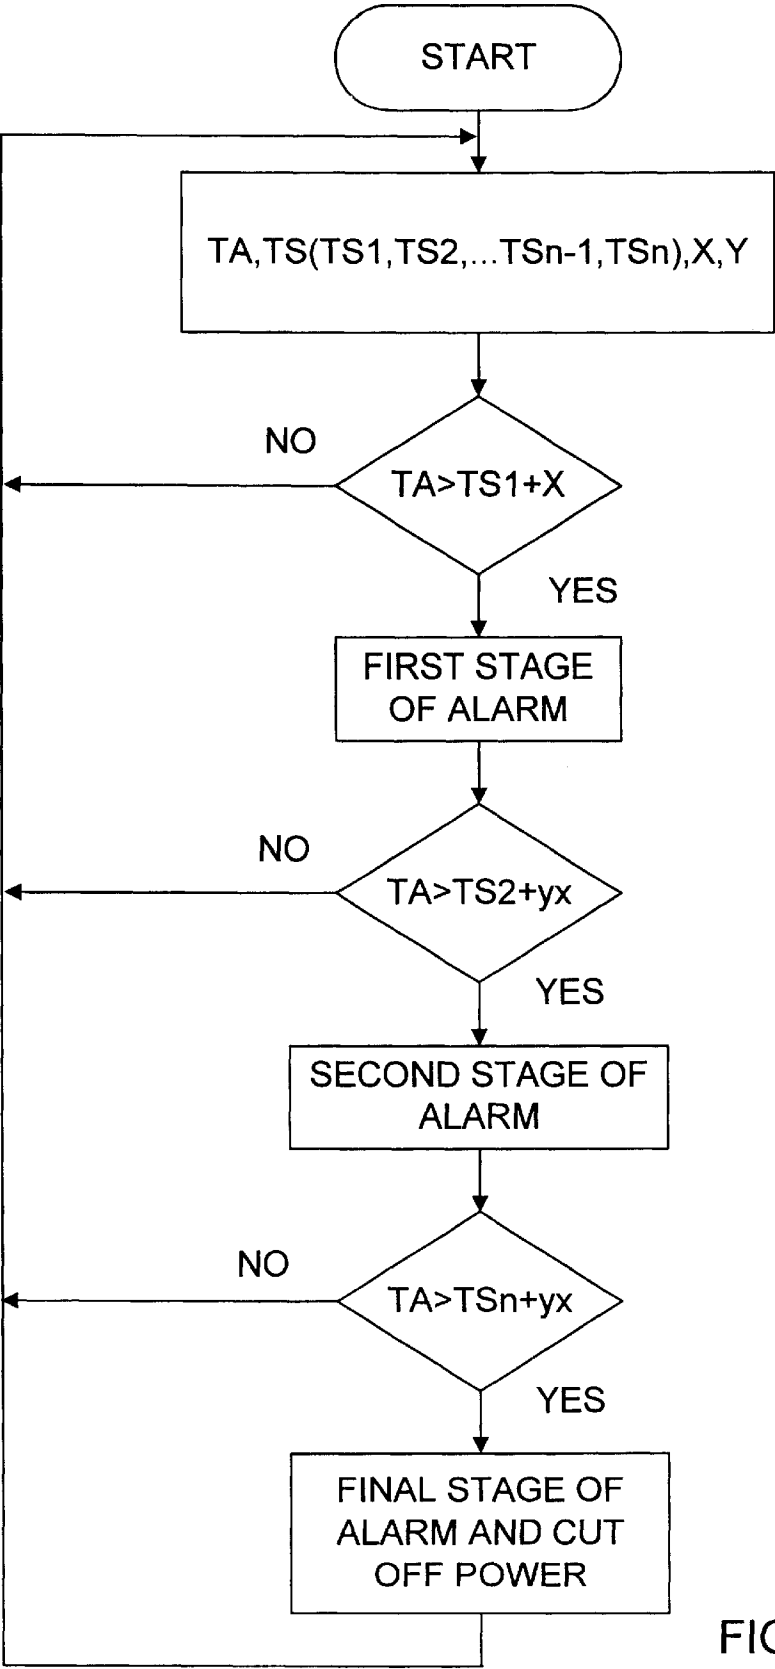 START
TA,TS(TS1,TS2,...TSn-1,TSn),X,Y
NO
TA>TS1+X
YES
FIRST STAGE
OF ALARM
NO
TA>TS2+yx
YES
SECOND STAGE OF
ALARM
NO
TA>TSn+yx
YES
FINAL STAGE OF
ALARM AND CUT
OFF POWER